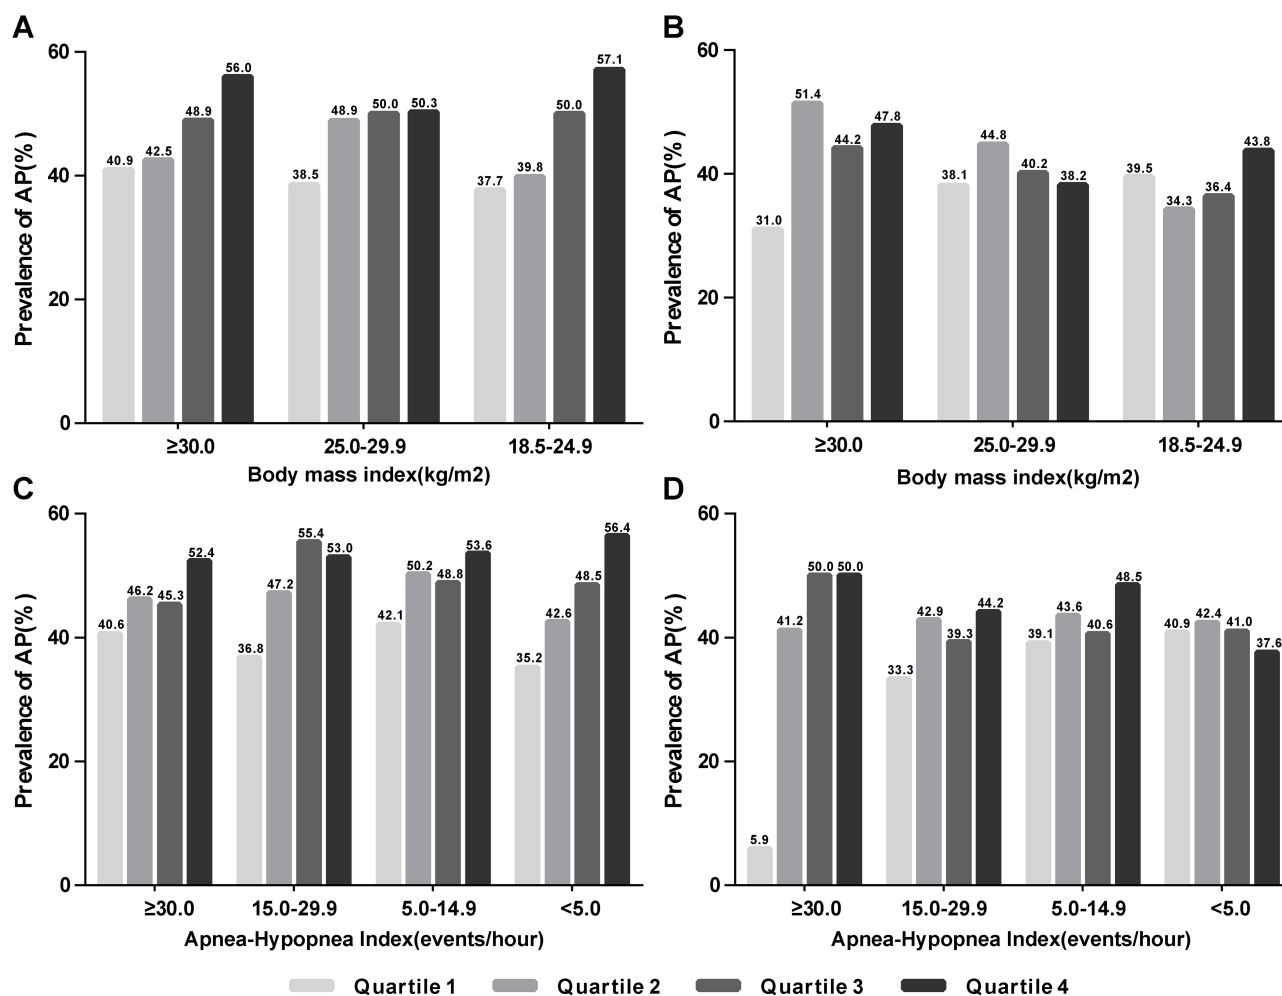 A
Prevalence of AP(%)
60
40
20
0
40.9 42.5 48.9 56.0
38.5 48.9 50.0 50.3
37.7 39.8 50.0 57.1
≥30.0 25.0-29.9 18.5-24.9
Body mass index(kg/m2)
B
Prevalence of AP(%)
60
40
20
0
31.0 51.4 44.2 47.8
38.1 44.8 40.2 38.2
39.5 34.3 36.4 43.8
≥30.0 25.0-29.9 18.5-24.9
Body mass index(kg/m2)
C
Prevalence of AP(%)
60
40
20
0
40.6 46.2 45.3 52.4
36.8 47.2 55.4 53.0
42.1 50.2 48.8 53.6
35.2 42.6 48.5 56.4
≥30.0 15.0-29.9 5.0-14.9 <5.0
Apnea-Hypopnea Index(events/hour)
D
Prevalence of AP(%)
60
40
20
0
5.9 41.2 50.0 50.0
33.3 42.9 39.3 44.2
39.1 43.6 40.6 48.5
40.9 42.4 41.0 37.6
≥30.0 15.0-29.9 5.0-14.9 <5.0
Apnea-Hypopnea Index(events/hour)
Quartile 1 Quartile 2 Quartile 3 Quartile 4